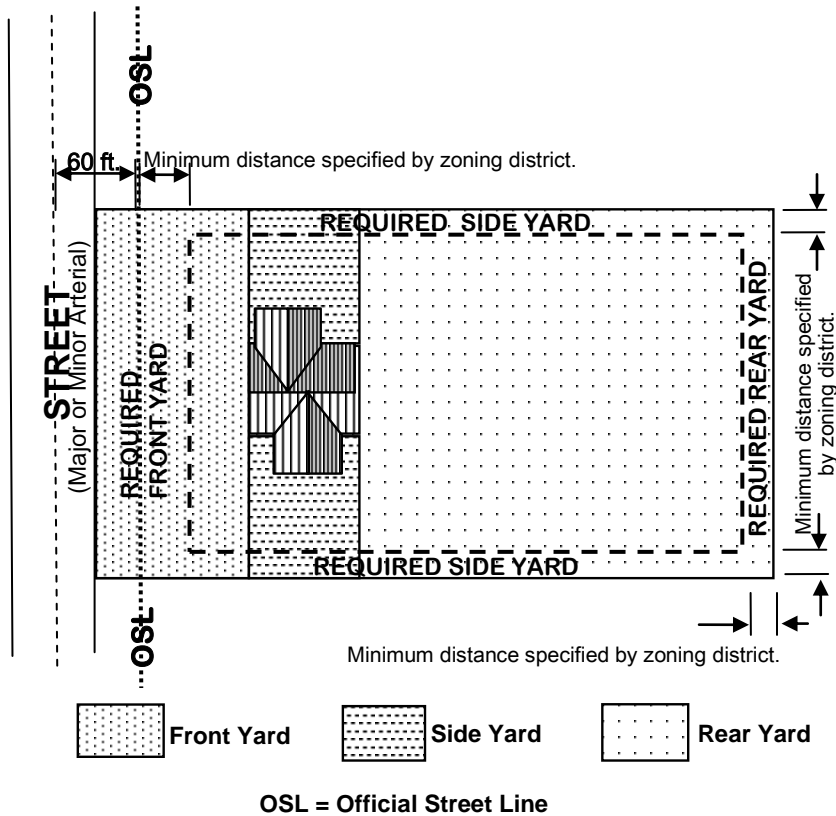 OSL
60 ft.
Minimum distance specified by zoning district.
REQUIRED SIDE YARD
STREET
(Major or Minor Arterial)
REQUIRED
FRONT YARD
REQUIRED REAR YARD
Minimum distance specified
by zoning district.
REQUIRED SIDE YARD
OSL
Minimum distance specified by zoning district.
Front Yard
Side Yard
Rear Yard
OSL = Official Street Line